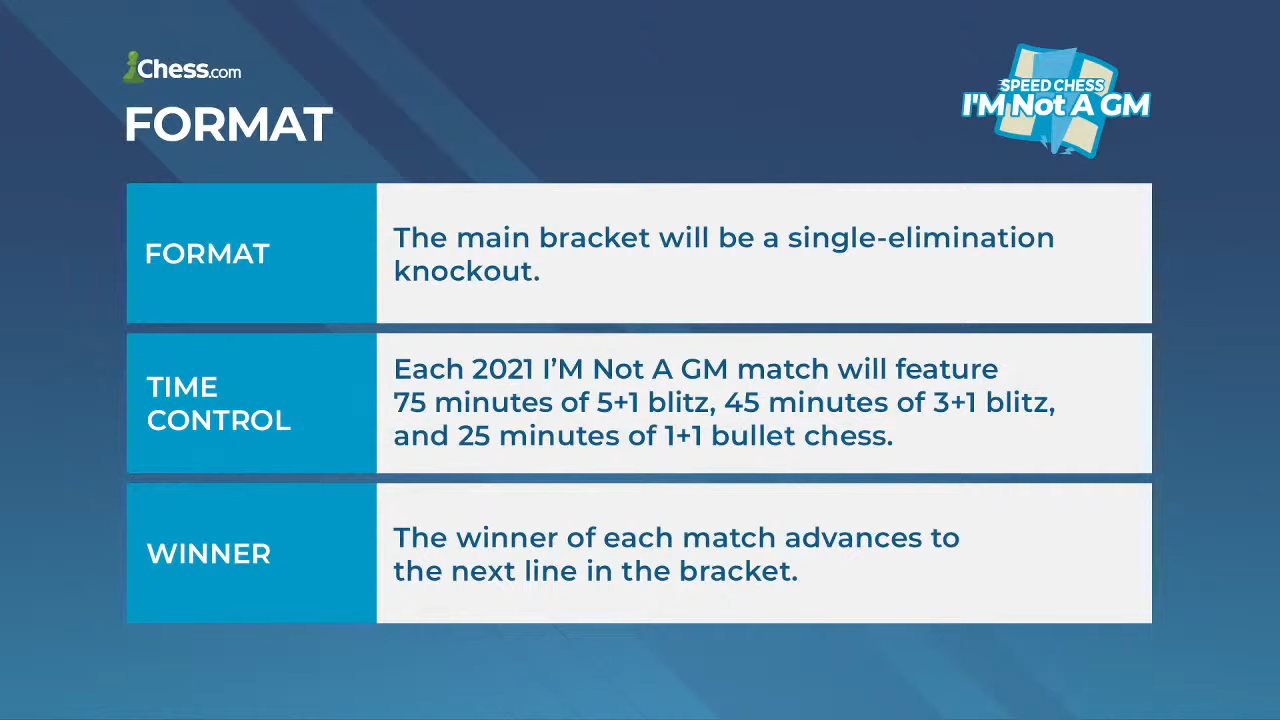 Chess.com
SPEED CHESS
I'M Not A GM
FORMAT
FORMAT
The main bracket will be a single-elimination
knockout.
TIME
CONTROL
Each 2021 I’M Not A GM match will feature
75 minutes of 5+1 blitz, 45 minutes of 3+1 blitz,
and 25 minutes of 1+1 bullet chess.
WINNER
The winner of each match advances to
the next line in the bracket.